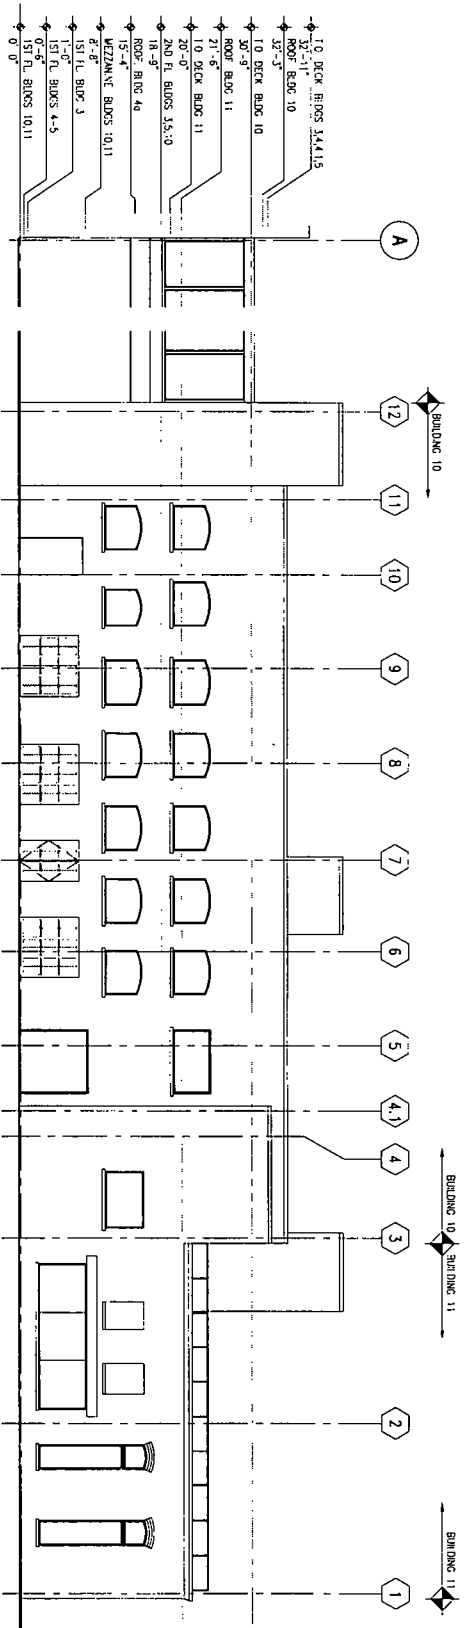 T.O. DECK BLDGS 3,4,4.1,5
32'-11"
ROOF BLDG 10
32'-3"
T.O. DECK BLDG 10
30'-9"
ROOF BLDG 11
21'-6"
T.O. DECK BLDG 11
20'-0"
2ND FL BLDGS 3,5,10
18'-9"
ROOF BLDG 4a
15'-4"
MEZZANINE BLDGS 10,11
8'-8"
1ST FL. BLDG 3
1'-0"
1ST FL. BLDGS 4-5
0'-6"
1ST FL. BLDGS 10,11
0'-0"
A
12
11
10
9
8
7
6
5
4.1
4
3
2
1
BUILDING 10
BUILDING 10
BUILDING 11
BUILDING 11